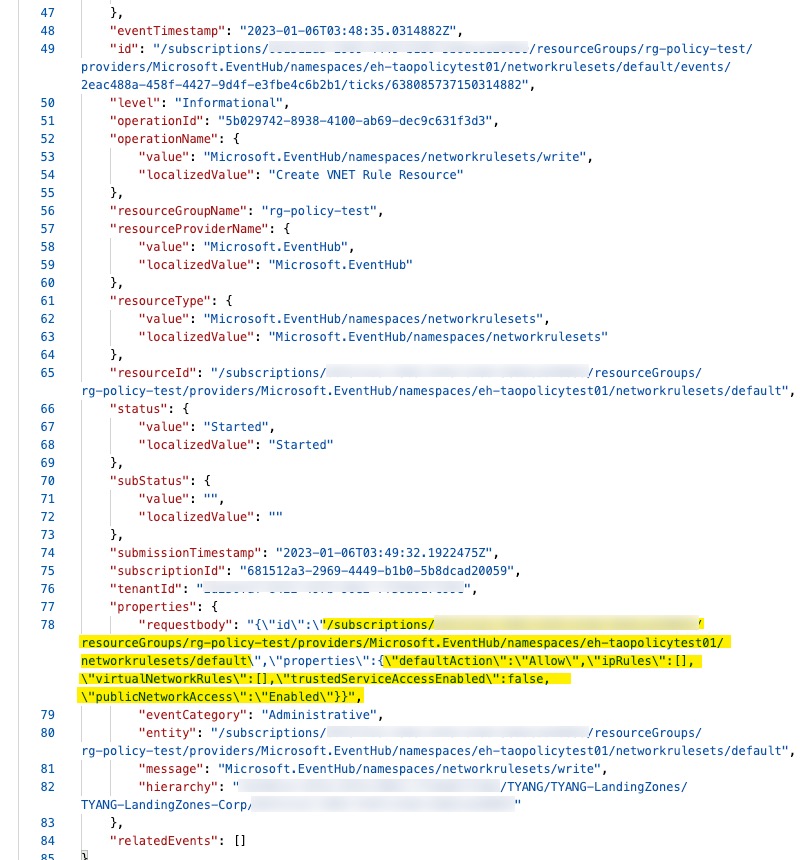 47 },
48 "eventTimestamp": "2023-01-06T03:48:35.0314882Z",
49 "id": "/subscriptions/ /resourceGroups/rg-policy-test/
providers/Microsoft.EventHub/namespaces/eh-taopolicytest01/networkrulesets/default/events/
2eac488a-458f-4427-9d4f-e3fbe4c6b2b1/ticks/638085737150314882",
50 "level": "Informational",
51 "operationId": "5b029742-8938-4100-ab69-dec9c631f3d3",
52 "operationName": {
53 "value": "Microsoft.EventHub/namespaces/networkrulesets/write",
54 "localizedValue": "Create VNET Rule Resource"
55 },
56 "resourceGroupName": "rg-policy-test",
57 "resourceProviderName": {
58 "value": "Microsoft.EventHub",
59 "localizedValue": "Microsoft.EventHub"
60 },
61 "resourceType": {
62 "value": "Microsoft.EventHub/namespaces/networkrulesets",
63 "localizedValue": "Microsoft.EventHub/namespaces/networkrulesets"
64 },
65 "resourceId": "/subscriptions/ /resourceGroups/
rg-policy-test/providers/Microsoft.EventHub/namespaces/eh-taopolicytest01/networkrulesets/default",
66 "status": {
67 "value": "Started",
68 "localizedValue": "Started"
69 },
70 "subStatus": {
71 "value": "",
72 "localizedValue": ""
73 },
74 "submissionTimestamp": "2023-01-06T03:49:32.1922475Z",
75 "subscriptionId": "681512a3-2969-4449-b1b0-5b8dcad20059",
76 "tenantId": " ",
77 "properties": {
78 "requestbody": "{\"id\":\"/subscriptions/ /
resourceGroups/rg-policy-test/providers/Microsoft.EventHub/namespaces/eh-taopolicytest01/
networkrulesets/default\",\"properties\":{\"defaultAction\":\"Allow\",\"ipRules\":[],
\"virtualNetworkRules\":[],\"trustedServiceAccessEnabled\":false,
\"publicNetworkAccess\":\"Enabled\"}}",
79 "eventCategory": "Administrative",
80 "entity": "/subscriptions/ /resourceGroups/
rg-policy-test/providers/Microsoft.EventHub/namespaces/eh-taopolicytest01/networkrulesets/default",
81 "message": "Microsoft.EventHub/namespaces/networkrulesets/write",
82 "hierarchy": " /TYANG/TYANG-LandingZones/
TYANG-LandingZones-Corp/ "
83 },
84 "relatedEvents": []
85 }